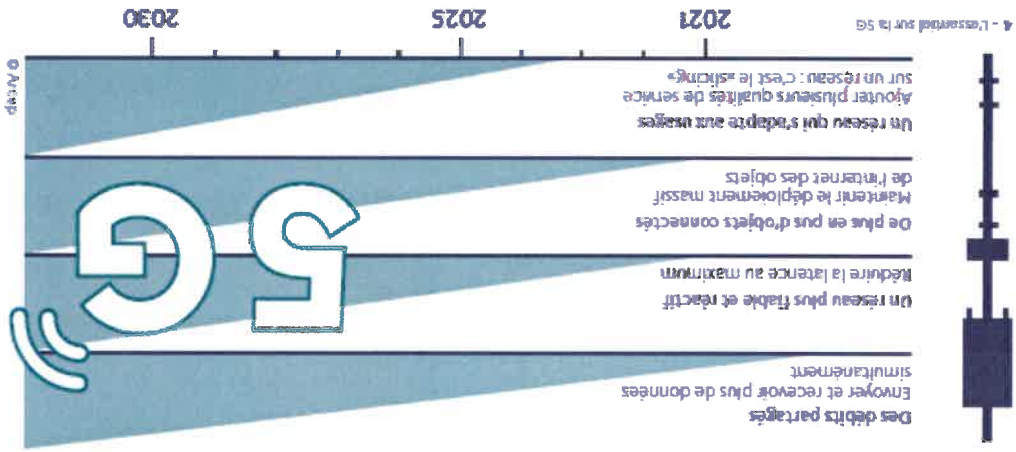 Des débits partagés
Envoyer et recevoir plus de données
simultanément
Un réseau plus fiable et réactif
Réduire la latence au maximum
De plus en pus d'objets connectés
Maintenir le déploiement massif
de l'internet des objets
Un réseau qui s'adapte aux usages
Ajouter plusieurs qualités de service
sur un réseau : c'est le «slicing»
5G
2021
2025
2030
© Arcep
4 - L'essentiel sur la 5G